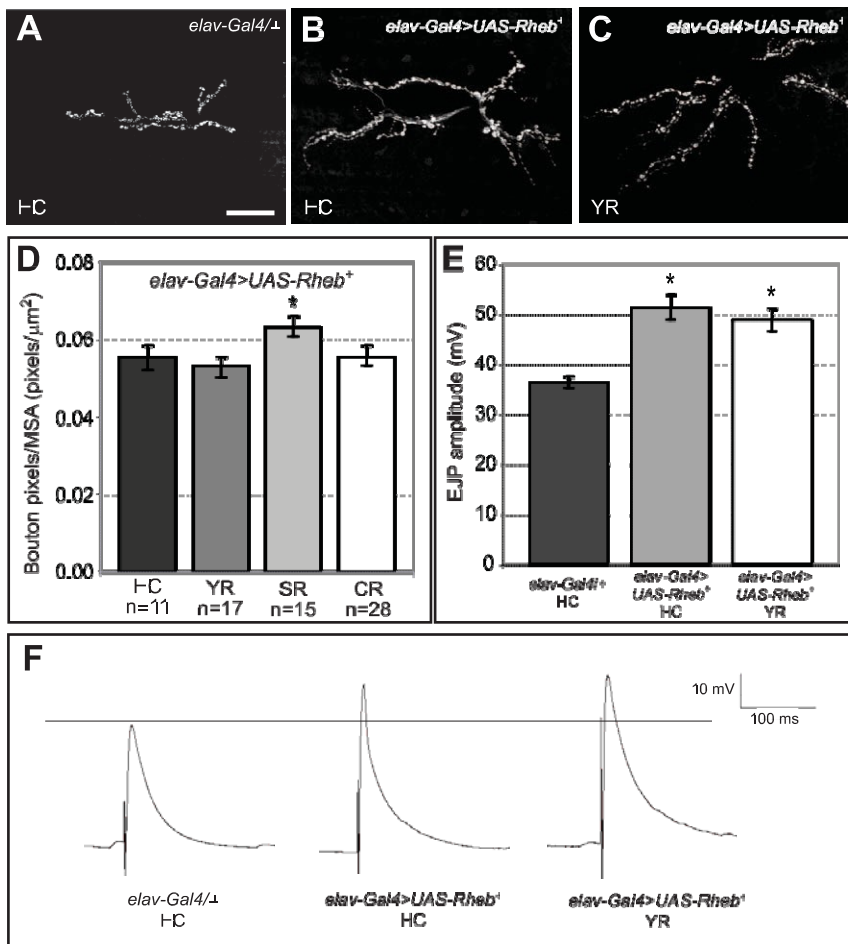 A
elav-Gal4/+
HC
B
elav-Gal4>UAS-Rheb+
HC
C
elav-Gal4>UAS-Rheb+
YR
D
elav-Gal4>UAS-Rheb+
Bouton pixels/MSA (pixels/μm2)
0.08
0.06
0.04
0.02
0.00
*
HC YR SR CR
n=11 n=17 n=15 n=28
E
EJP amplitude (mV)
60
50
40
30
20
10
0
* *
elav-Gal4/+
HC
elav-Gal4>
UAS-Rheb+
HC
elav-Gal4>
UAS-Rheb+
YR
F
10 mV
100 ms
elav-Gal4/+
HC
elav-Gal4>UAS-Rheb+
HC
elav-Gal4>UAS-Rheb+
YR